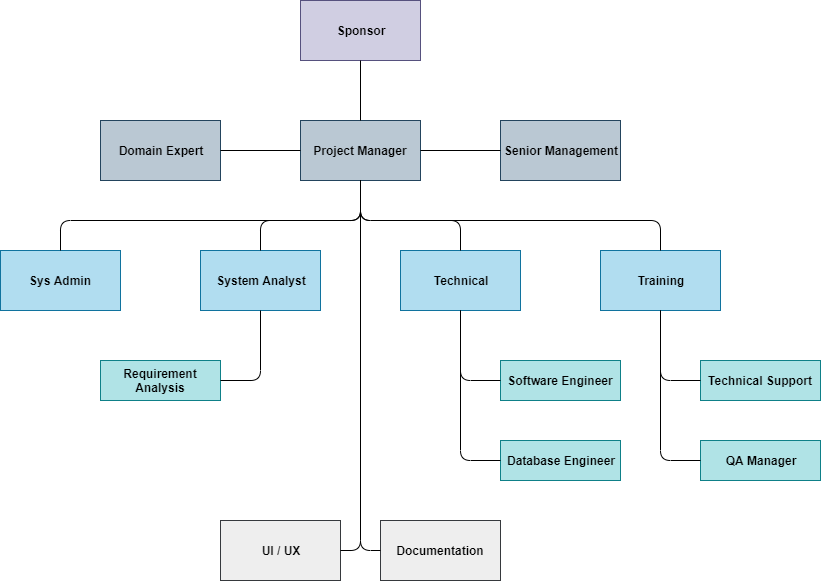 Sponsor
Domain Expert
Project Manager
Senior Management
Sys Admin
System Analyst
Technical
Training
Requirement
Analysis
Software Engineer
Technical Support
Database Engineer
QA Manager
UI / UX
Documentation